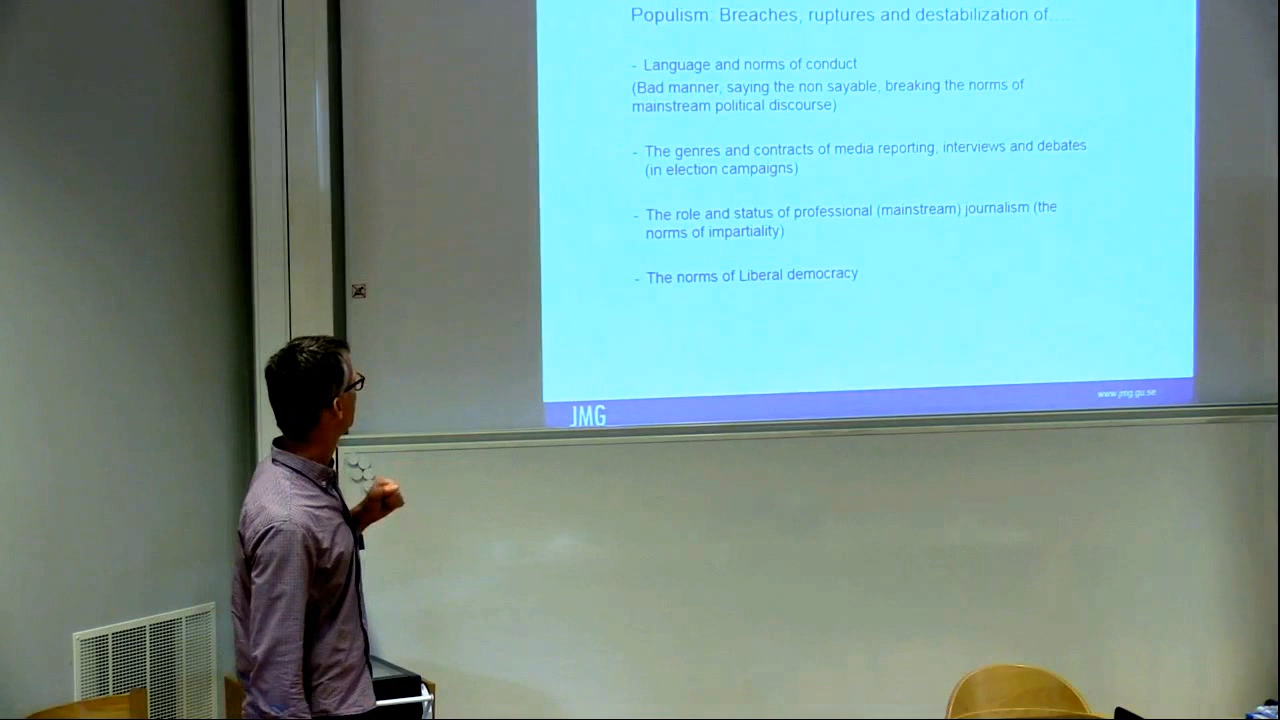 Populism: Breaches, ruptures and destabilization of.....
- Language and norms of conduct
(Bad manner, saying the non sayable, breaking the norms of
mainstream political discourse)
- The genres and contracts of media reporting, interviews and debates
(in election campaigns)
- The role and status of professional (mainstream) journalism (the
norms of impartiality)
- The norms of Liberal democracy
JMG
www.jmg.gu.se